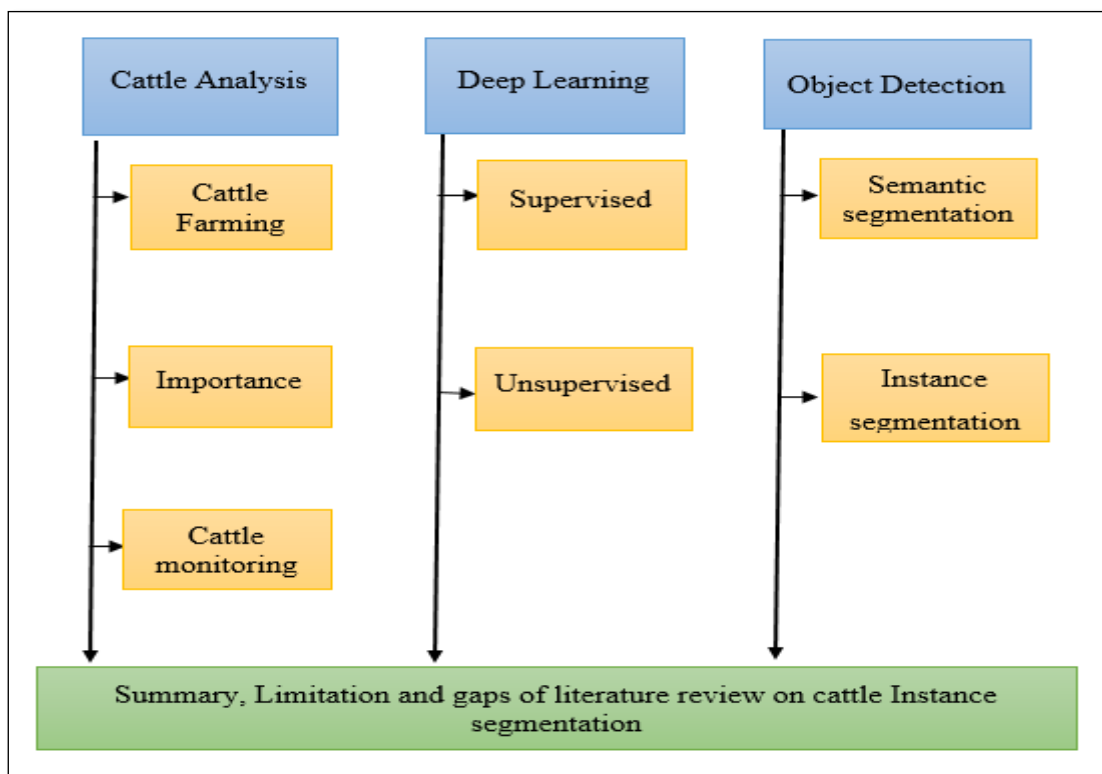 Cattle Analysis
Deep Learning
Object Detection
Cattle
Farming
Supervised
Semantic
segmentation
Importance
Unsupervised
Instance
segmentation
Cattle
monitoring
Summary, Limitation and gaps of literature review on cattle Instance
segmentation